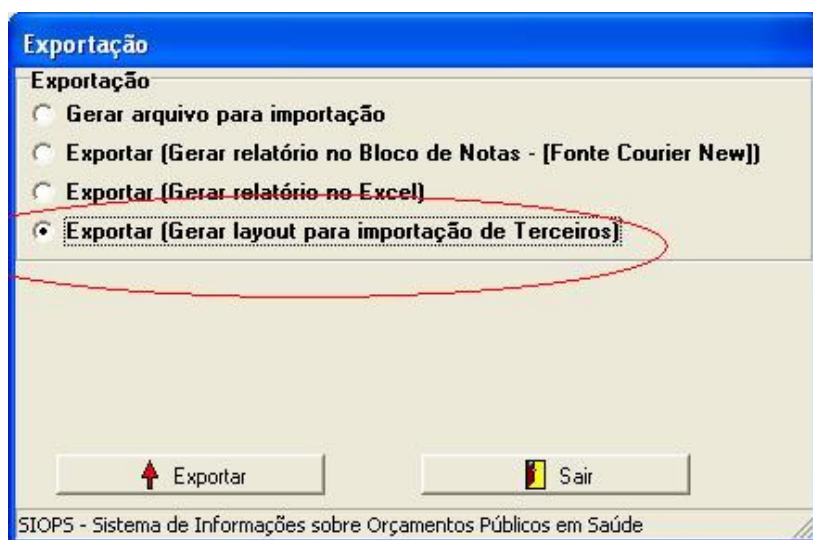 Exportação
Exportação
Gerar arquivo para importação
Exportar (Gerar relatório no Bloco de Notas - [Fonte Courier New])
Exportar (Gerar relatório no Excel)
Exportar (Gerar layout para importação de Terceiros)
Exportar
Sair
SIOPS - Sistema de Informações sobre Orçamentos Públicos em Saúde